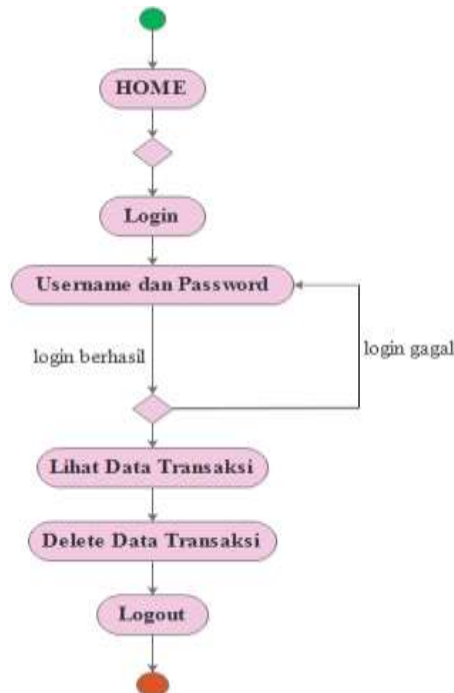 HOME
Login
Username dan Password
login berhasil
login gagal
Lihat Data Transaksi
Delete Data Transaksi
Logout